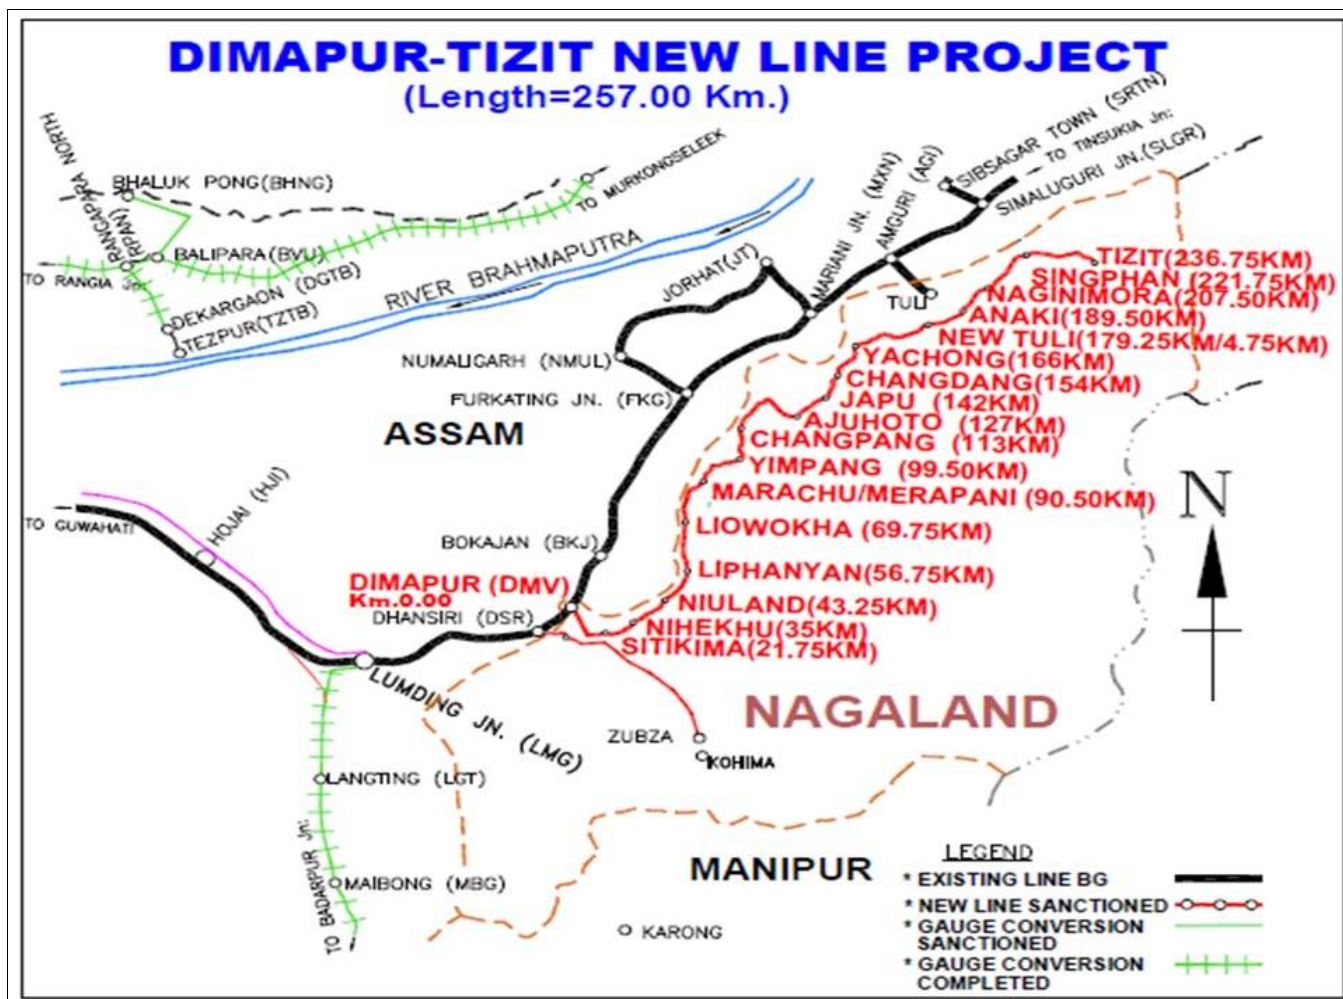 DIMAPUR-TIZIT NEW LINE PROJECT
(Length=257.00 Km.)
RANGAPARA NORTH
(RPAN)
BHALUK PONG(BHNG)
BALIPARA(BVU)
TO RANGIA Jn:
DEKARGAON (DGTB)
TEZPUR(TZTB)
TO MURKONGSELEEK
RIVER BRAHMAPUTRA
JORHAT(JT)
NUMALIGARH (NMUL)
FURKATING JN. (FKG)
MARIANI JN. (MXN)
AMGURI (AGI)
SIBSAGAR TOWN (SRTN)
TO TINSUKIA Jn:
SIMALUGURI JN.(SLGR)
TULI
TIZIT(236.75KM)
SINGPHAN (221.75KM)
NAGINIMORA(207.50KM)
ANAKI(189.50KM)
NEW TULI(179.25KM/4.75KM)
YACHONG(166KM)
CHANGDANG(154KM)
JAPU (142KM)
AJUHOTO (127KM)
CHANGPANG (113KM)
YIMPANG (99.50KM)
MARACHU/MERAPANI (90.50KM)
LIOWOKHA (69.75KM)
LIPHANYAN(56.75KM)
NIULAND(43.25KM)
NIHEKHU(35KM)
SITIKIMA(21.75KM)
ASSAM
TO GUWAHATI
HOJAI (HJI)
BOKAJAN (BKJ)
DIMAPUR (DMV)
Km.0.00
DHANSIRI (DSR)
LUMDING JN. (LMG)
NAGALAND
N
ZUBZA
KOHIMA
LANGTING (LGT)
TO BADARPUR Jn:
MAIBONG (MBG)
MANIPUR
KARONG
LEGEND
* EXISTING LINE BG
* NEW LINE SANCTIONED
* GAUGE CONVERSION
SANCTIONED
* GAUGE CONVERSION
COMPLETED